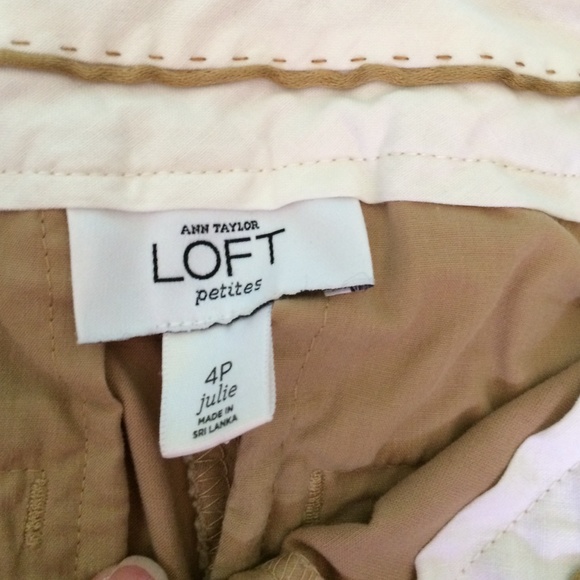 ANN TAYLOR
LOFT
petites
4P
julie
MADE IN
SRI LANKA